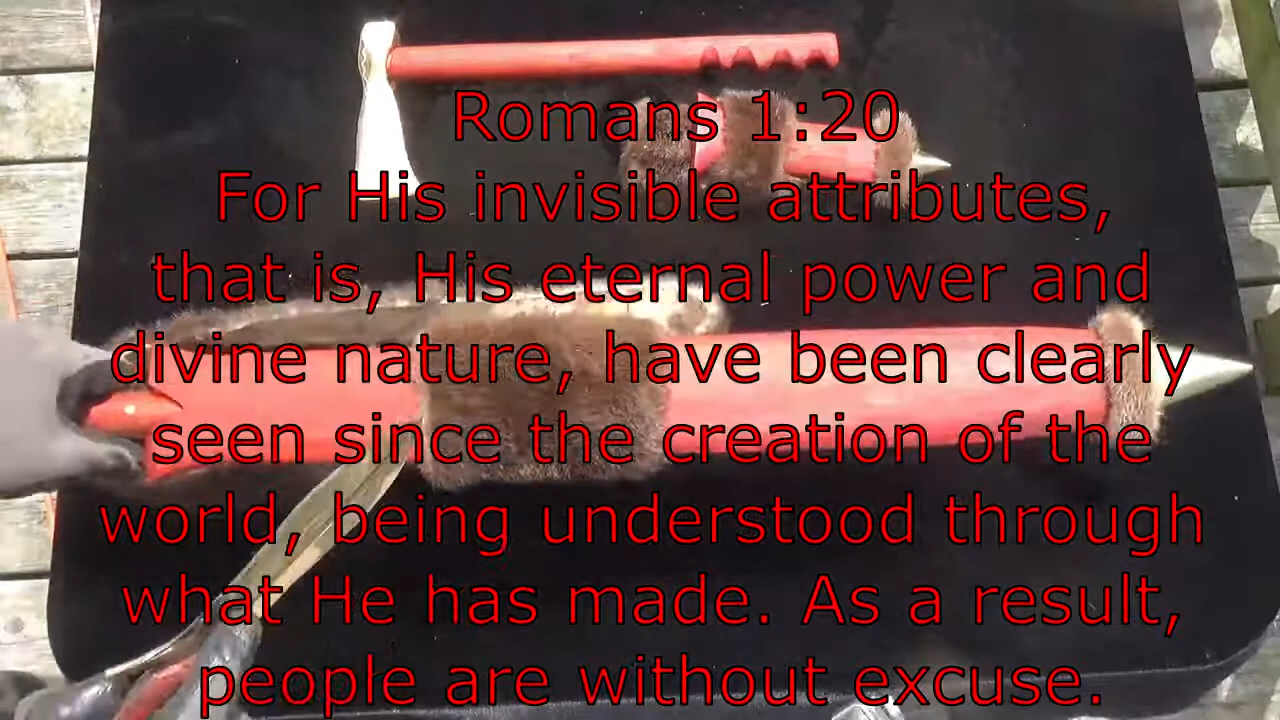 Romans 1:20
For His invisible attributes,
that is, His eternal power and
divine nature, have been clearly
seen since the creation of the
world, being understood through
what He has made. As a result,
people are without excuse.